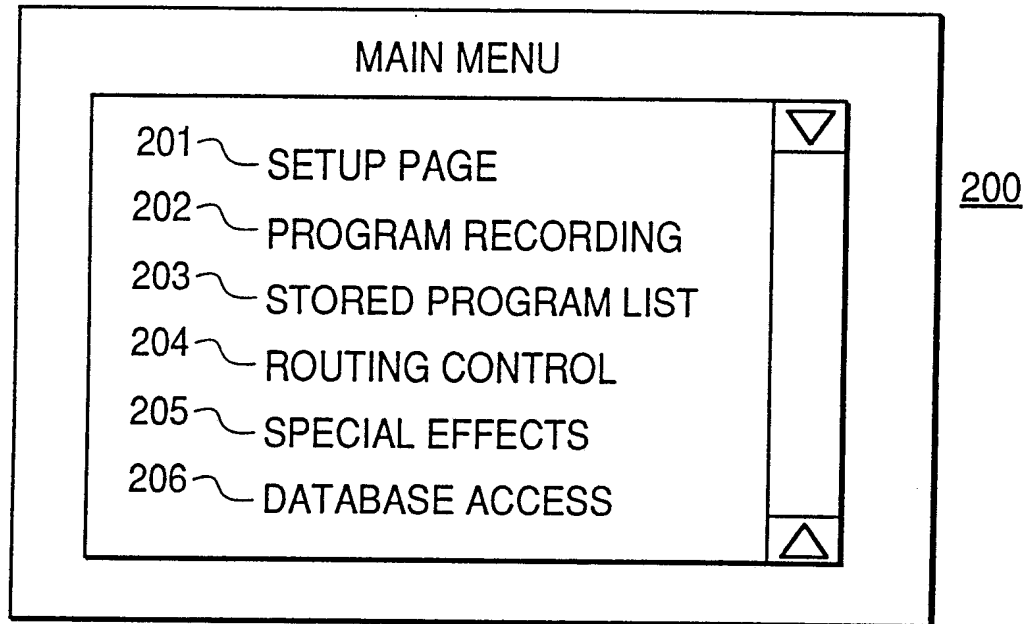 MAIN MENU
201 SETUP PAGE
202 PROGRAM RECORDING
203 STORED PROGRAM LIST
204 ROUTING CONTROL
205 SPECIAL EFFECTS
206 DATABASE ACCESS
200